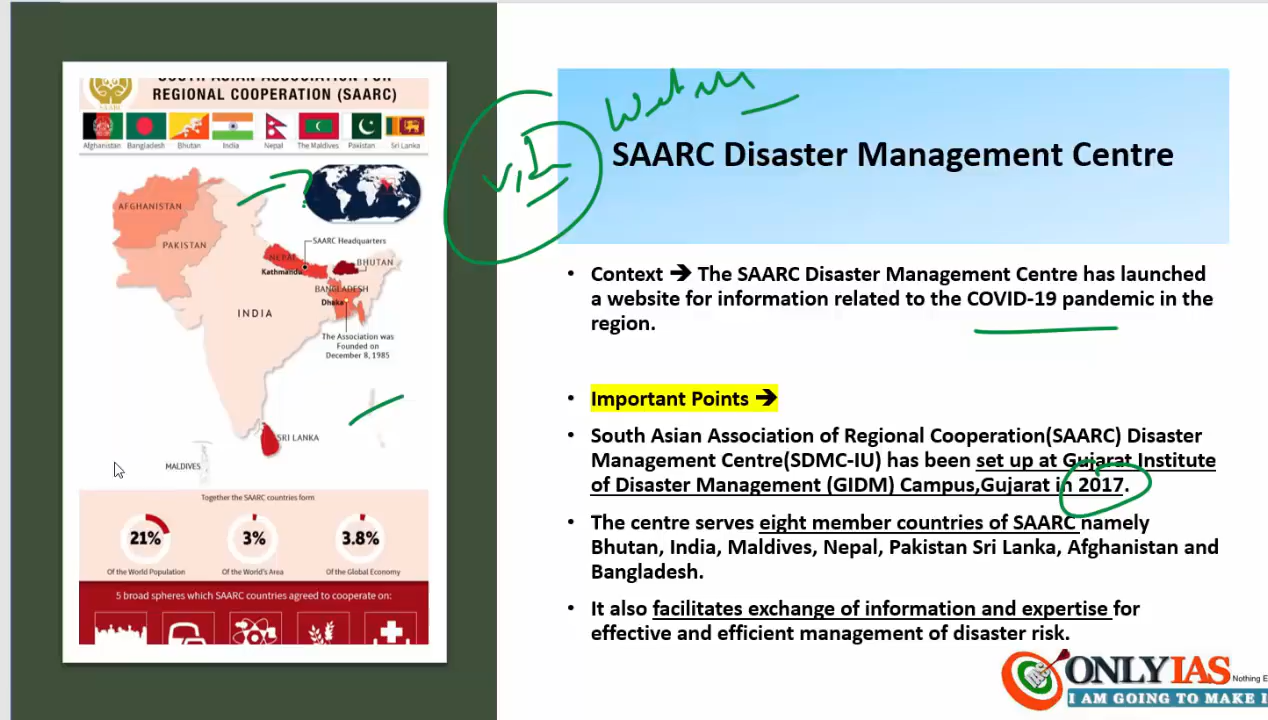 REGIONAL COOPERATION (SAARC)
Afghanistan Bangladesh Bhutan India Nepal The Maldives Pakistan Sri Lanka
AFGHANISTAN
PAKISTAN
SAARC Headquarters
NEPAL
Kathmandu
BHUTAN
BANGLADESH
Dhaka
INDIA
The Association was
Founded on
December 8, 1985
SRI LANKA
MALDIVES
Together the SAARC countries form
21% 3% 3.8%
Of the World Population Of the World's Area Of the Global Economy
5 broad spheres which SAARC countries agreed to cooperate on:
SAARC Disaster Management Centre
• Context ➔ The SAARC Disaster Management Centre has launched
a website for information related to the COVID-19 pandemic in the
region.
• Important Points ➔
• South Asian Association of Regional Cooperation(SAARC) Disaster
Management Centre(SDMC-IU) has been set up at Gujarat Institute
of Disaster Management (GIDM) Campus,Gujarat in 2017.
• The centre serves eight member countries of SAARC namely
Bhutan, India, Maldives, Nepal, Pakistan Sri Lanka, Afghanistan and
Bangladesh.
• It also facilitates exchange of information and expertise for
effective and efficient management of disaster risk.
ONLY IAS
Nothing E
I AM GOING TO MAKE I